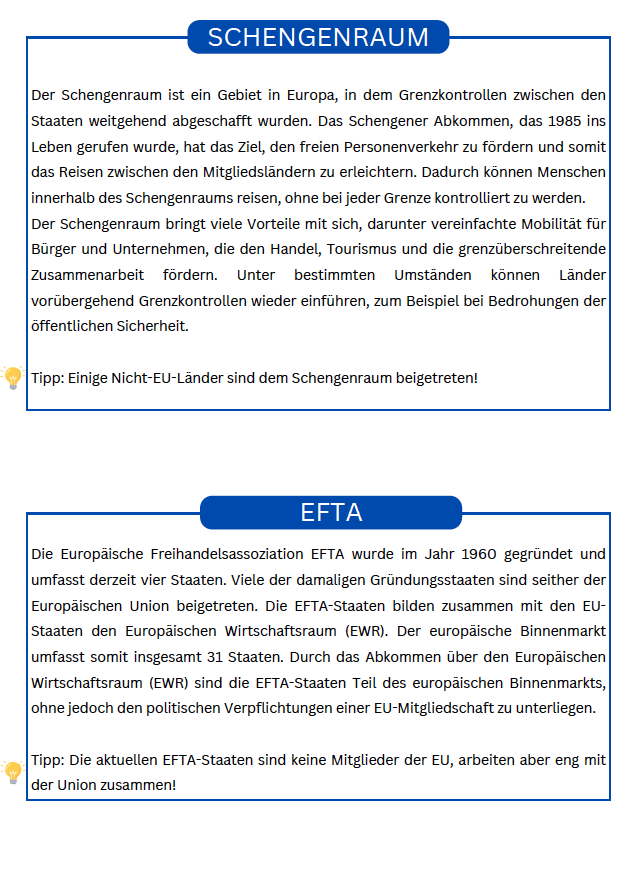 SCHENGENRAUM
Der Schengenraum ist ein Gebiet in Europa, in dem Grenzkontrollen zwischen den
Staaten weitgehend abgeschafft wurden. Das Schengener Abkommen, das 1985 ins
Leben gerufen wurde, hat das Ziel, den freien Personenverkehr zu fördern und somit
das Reisen zwischen den Mitgliedsländern zu erleichtern. Dadurch können Menschen
innerhalb des Schengenraums reisen, ohne bei jeder Grenze kontrolliert zu werden.
Der Schengenraum bringt viele Vorteile mit sich, darunter vereinfachte Mobilität für
Bürger und Unternehmen, die den Handel, Tourismus und die grenzüberschreitende
Zusammenarbeit fördern. Unter bestimmten Umständen können Länder
vorübergehend Grenzkontrollen wieder einführen, zum Beispiel bei Bedrohungen der
öffentlichen Sicherheit.
Tipp: Einige Nicht-EU-Länder sind dem Schengenraum beigetreten!
EFTA
Die Europäische Freihandelsassoziation EFTA wurde im Jahr 1960 gegründet und
umfasst derzeit vier Staaten. Viele der damaligen Gründungsstaaten sind seither der
Europäischen Union beigetreten. Die EFTA-Staaten bilden zusammen mit den EU-
Staaten den Europäischen Wirtschaftsraum (EWR). Der europäische Binnenmarkt
umfasst somit insgesamt 31 Staaten. Durch das Abkommen über den Europäischen
Wirtschaftsraum (EWR) sind die EFTA-Staaten Teil des europäischen Binnenmarkts,
ohne jedoch den politischen Verpflichtungen einer EU-Mitgliedschaft zu unterliegen.
Tipp: Die aktuellen EFTA-Staaten sind keine Mitglieder der EU, arbeiten aber eng mit
der Union zusammen!